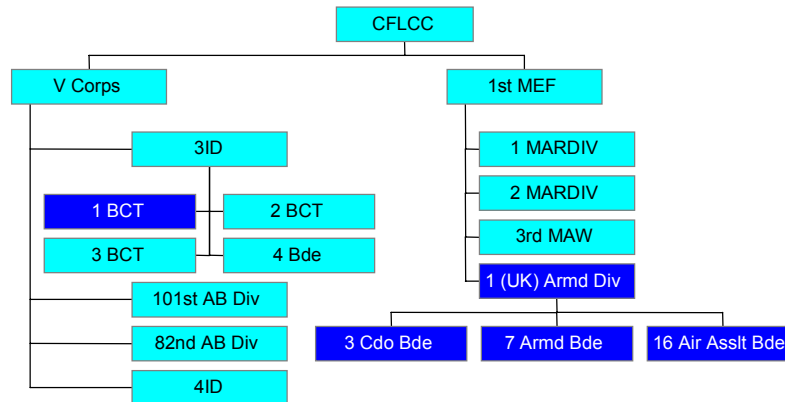 CFLCC
V Corps
1st MEF
3ID
1 MARDIV
2 MARDIV
1 BCT
2 BCT
3rd MAW
3 BCT
4 Bde
1 (UK) Armd Div
101st AB Div
82nd AB Div
3 Cdo Bde
7 Armd Bde
16 Air Asslt Bde
4ID